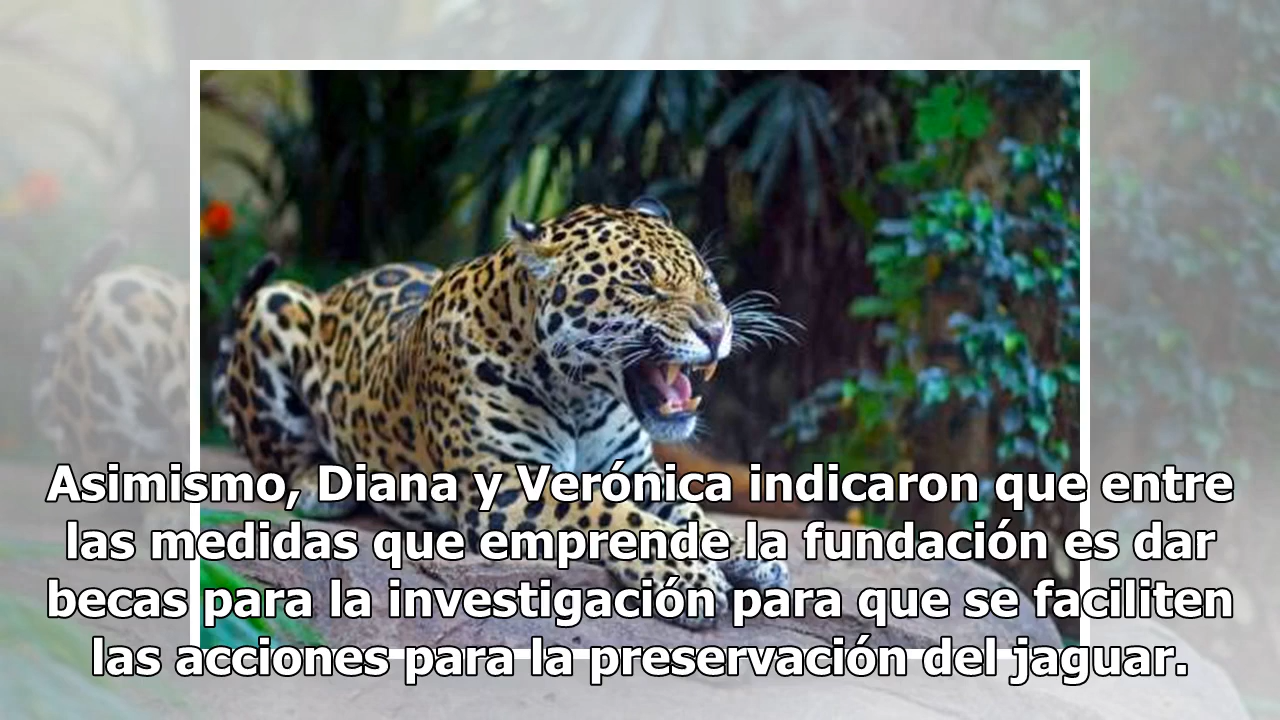 Asimismo, Diana y Verónica indicaron que entre
las medidas que emprende la fundación es dar
becas para la investigación para que se faciliten
las acciones para la preservación del jaguar.